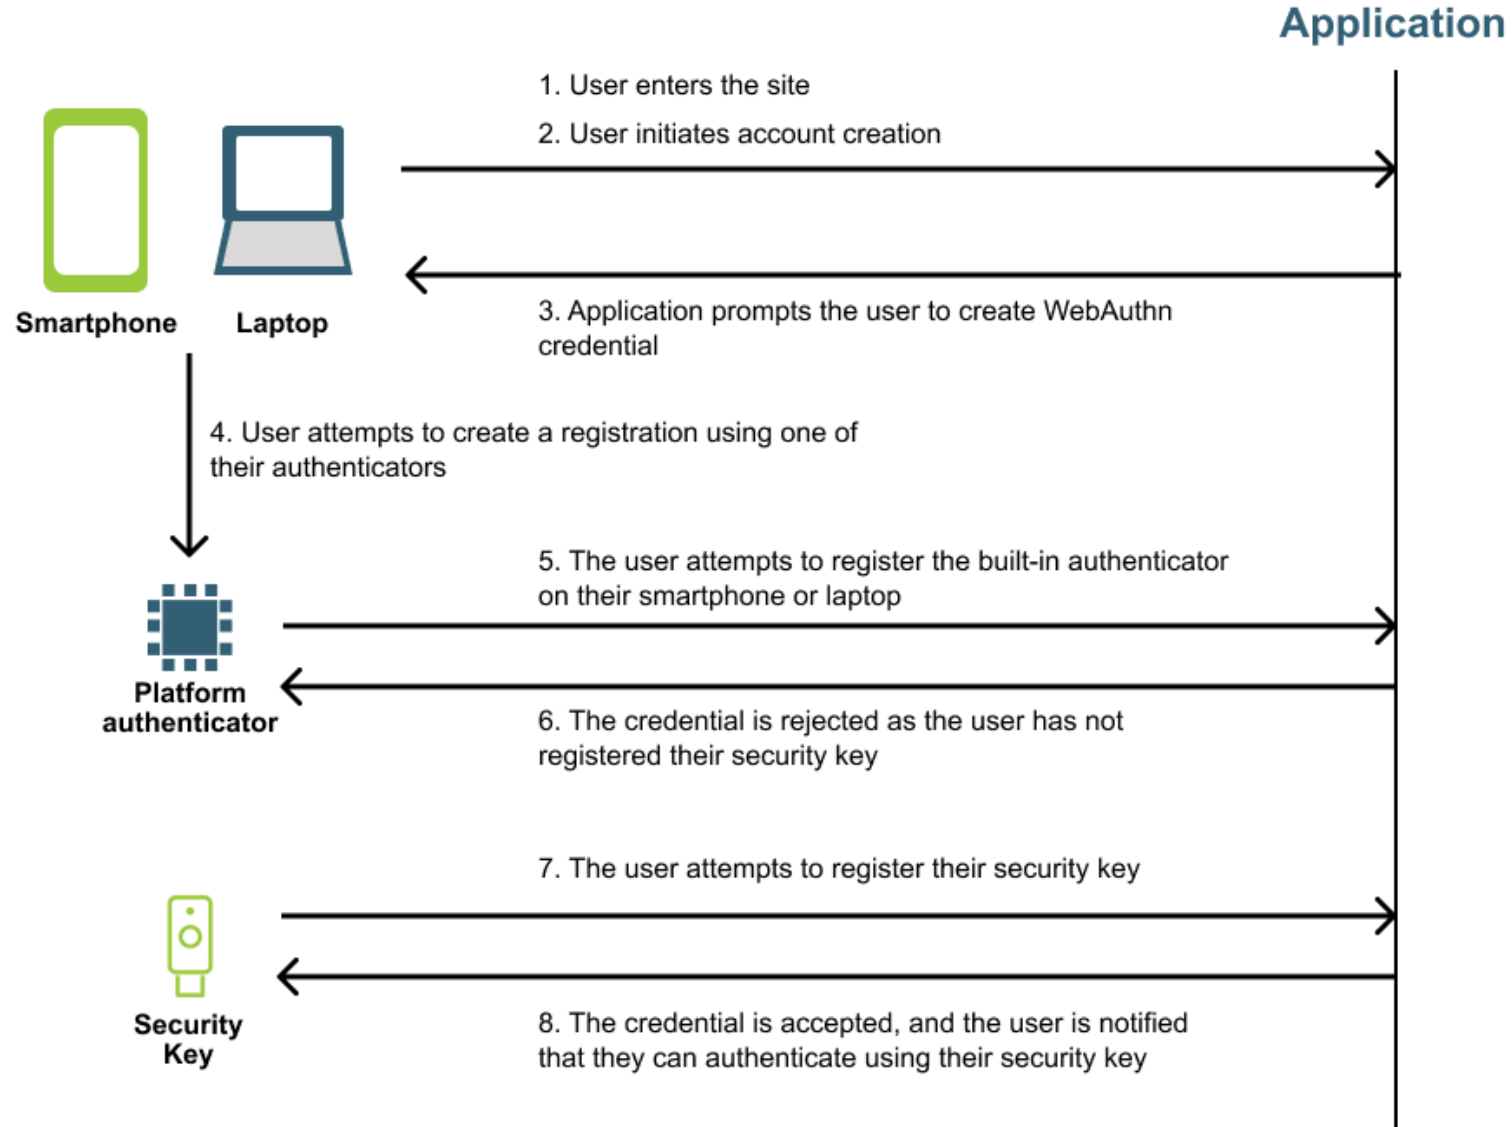 Application
1. User enters the site
2. User initiates account creation
3. Application prompts the user to create WebAuthn
credential
Smartphone
Laptop
4. User attempts to create a registration using one of
their authenticators
5. The user attempts to register the built-in authenticator
on their smartphone or laptop
Platform
authenticator
6. The credential is rejected as the user has not
registered their security key
7. The user attempts to register their security key
Security
Key
8. The credential is accepted, and the user is notified
that they can authenticate using their security key